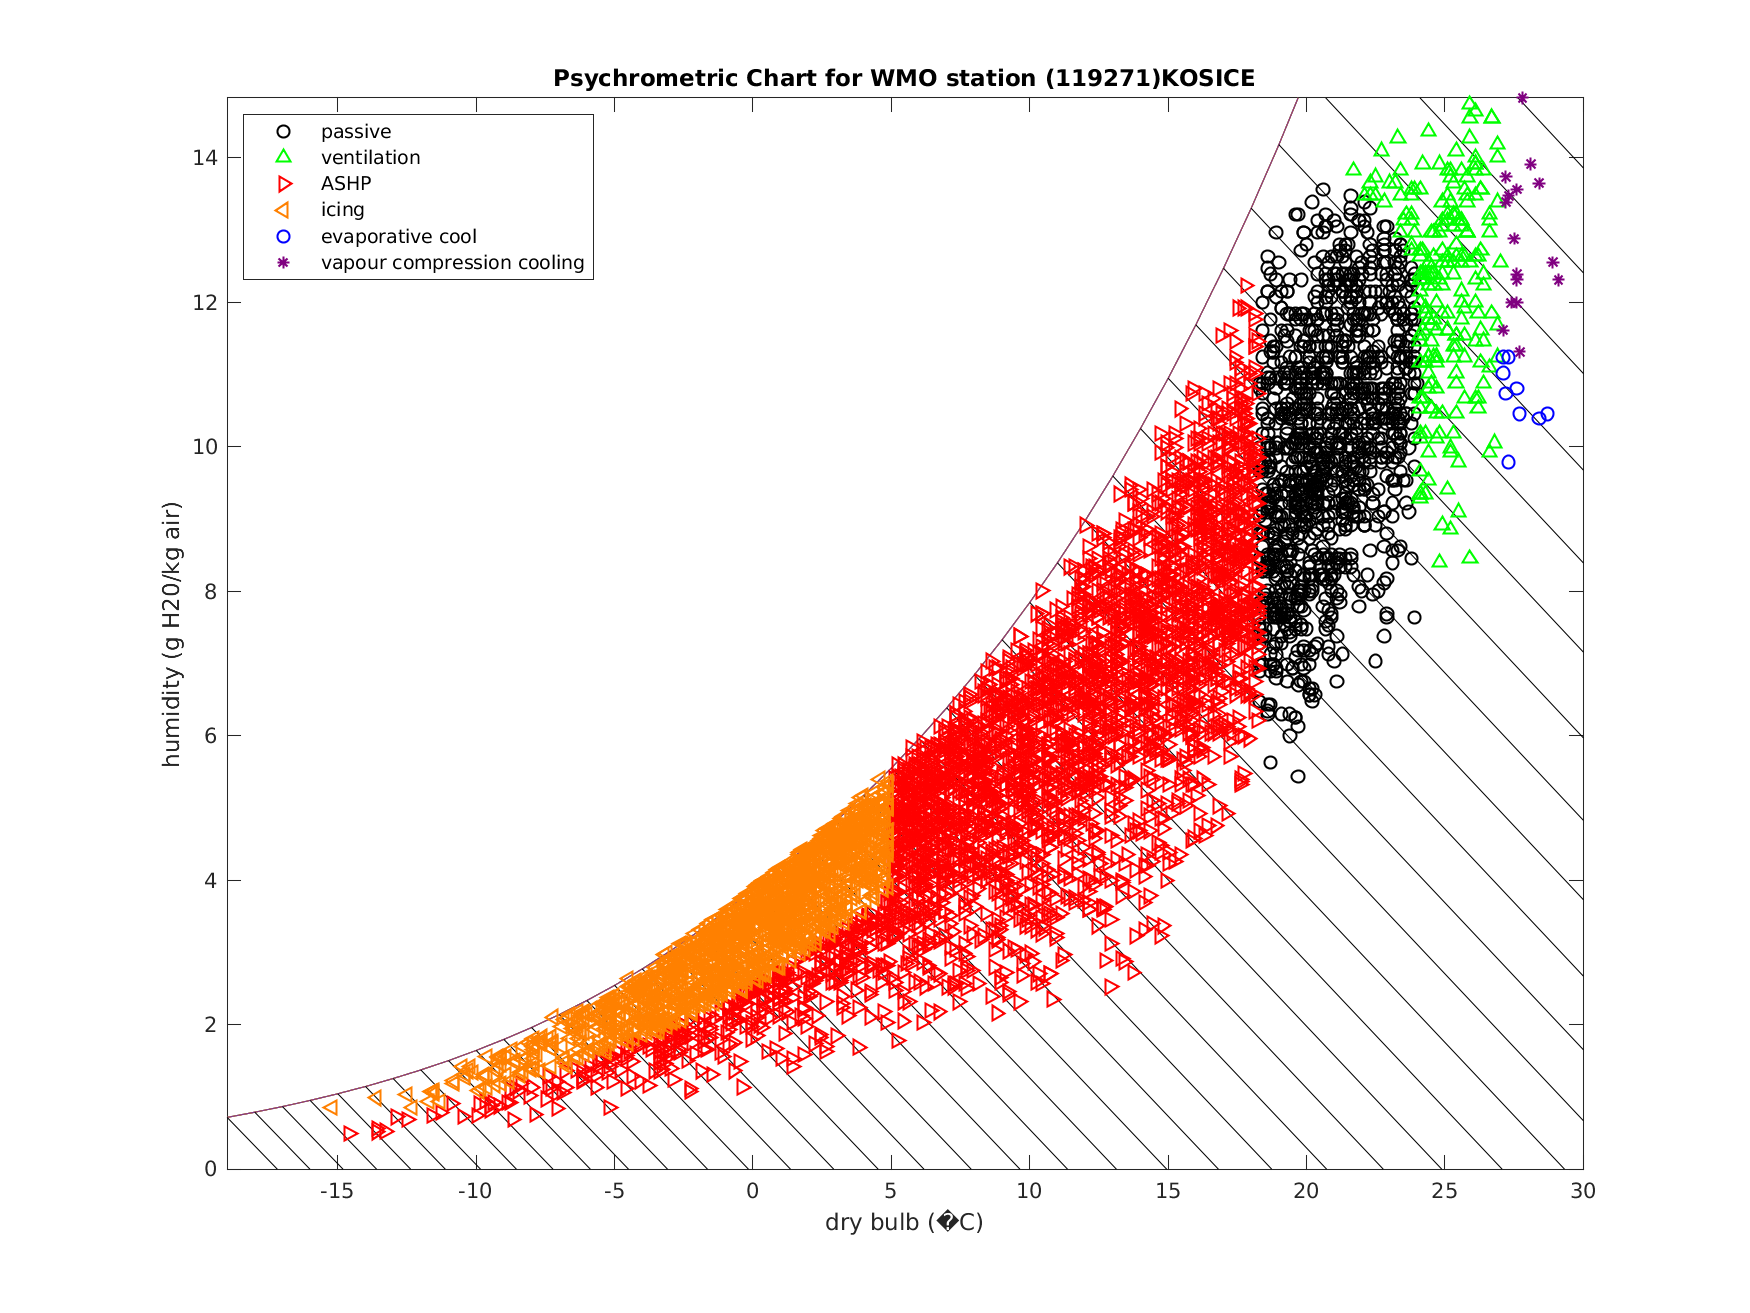 Psychrometric Chart for WMO station (119271)KOSICE
passive
ventilation
ASHP
icing
evaporative cool
vapour compression cooling
humidity (g H20/kg air)
14
12
10
8
6
4
2
0
-15 -10 -5 0 5 10 15 20 25 30
dry bulb (�C)